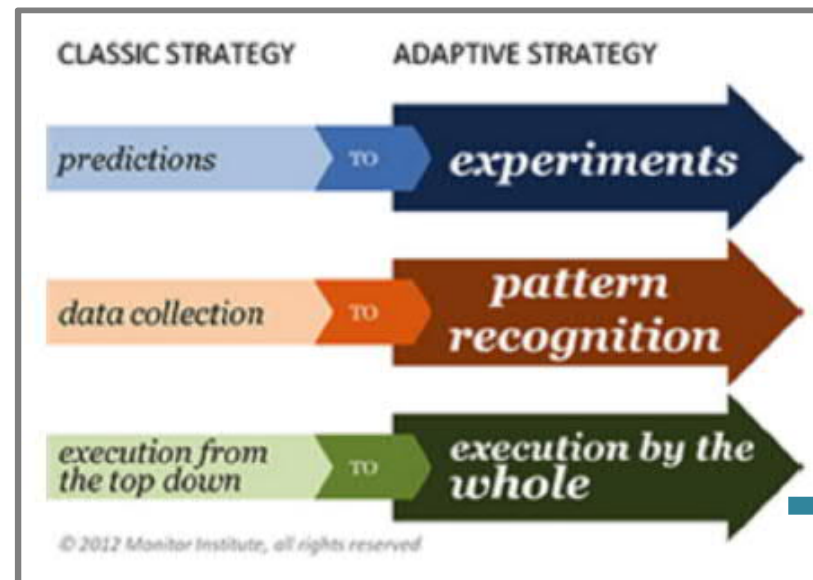 CLASSIC STRATEGY
ADAPTIVE STRATEGY
predictions
TO
experiments
data collection
TO
pattern
recognition
execution from
the top down
TO
execution by the
whole
© 2012 Monitor Institute, all rights reserved